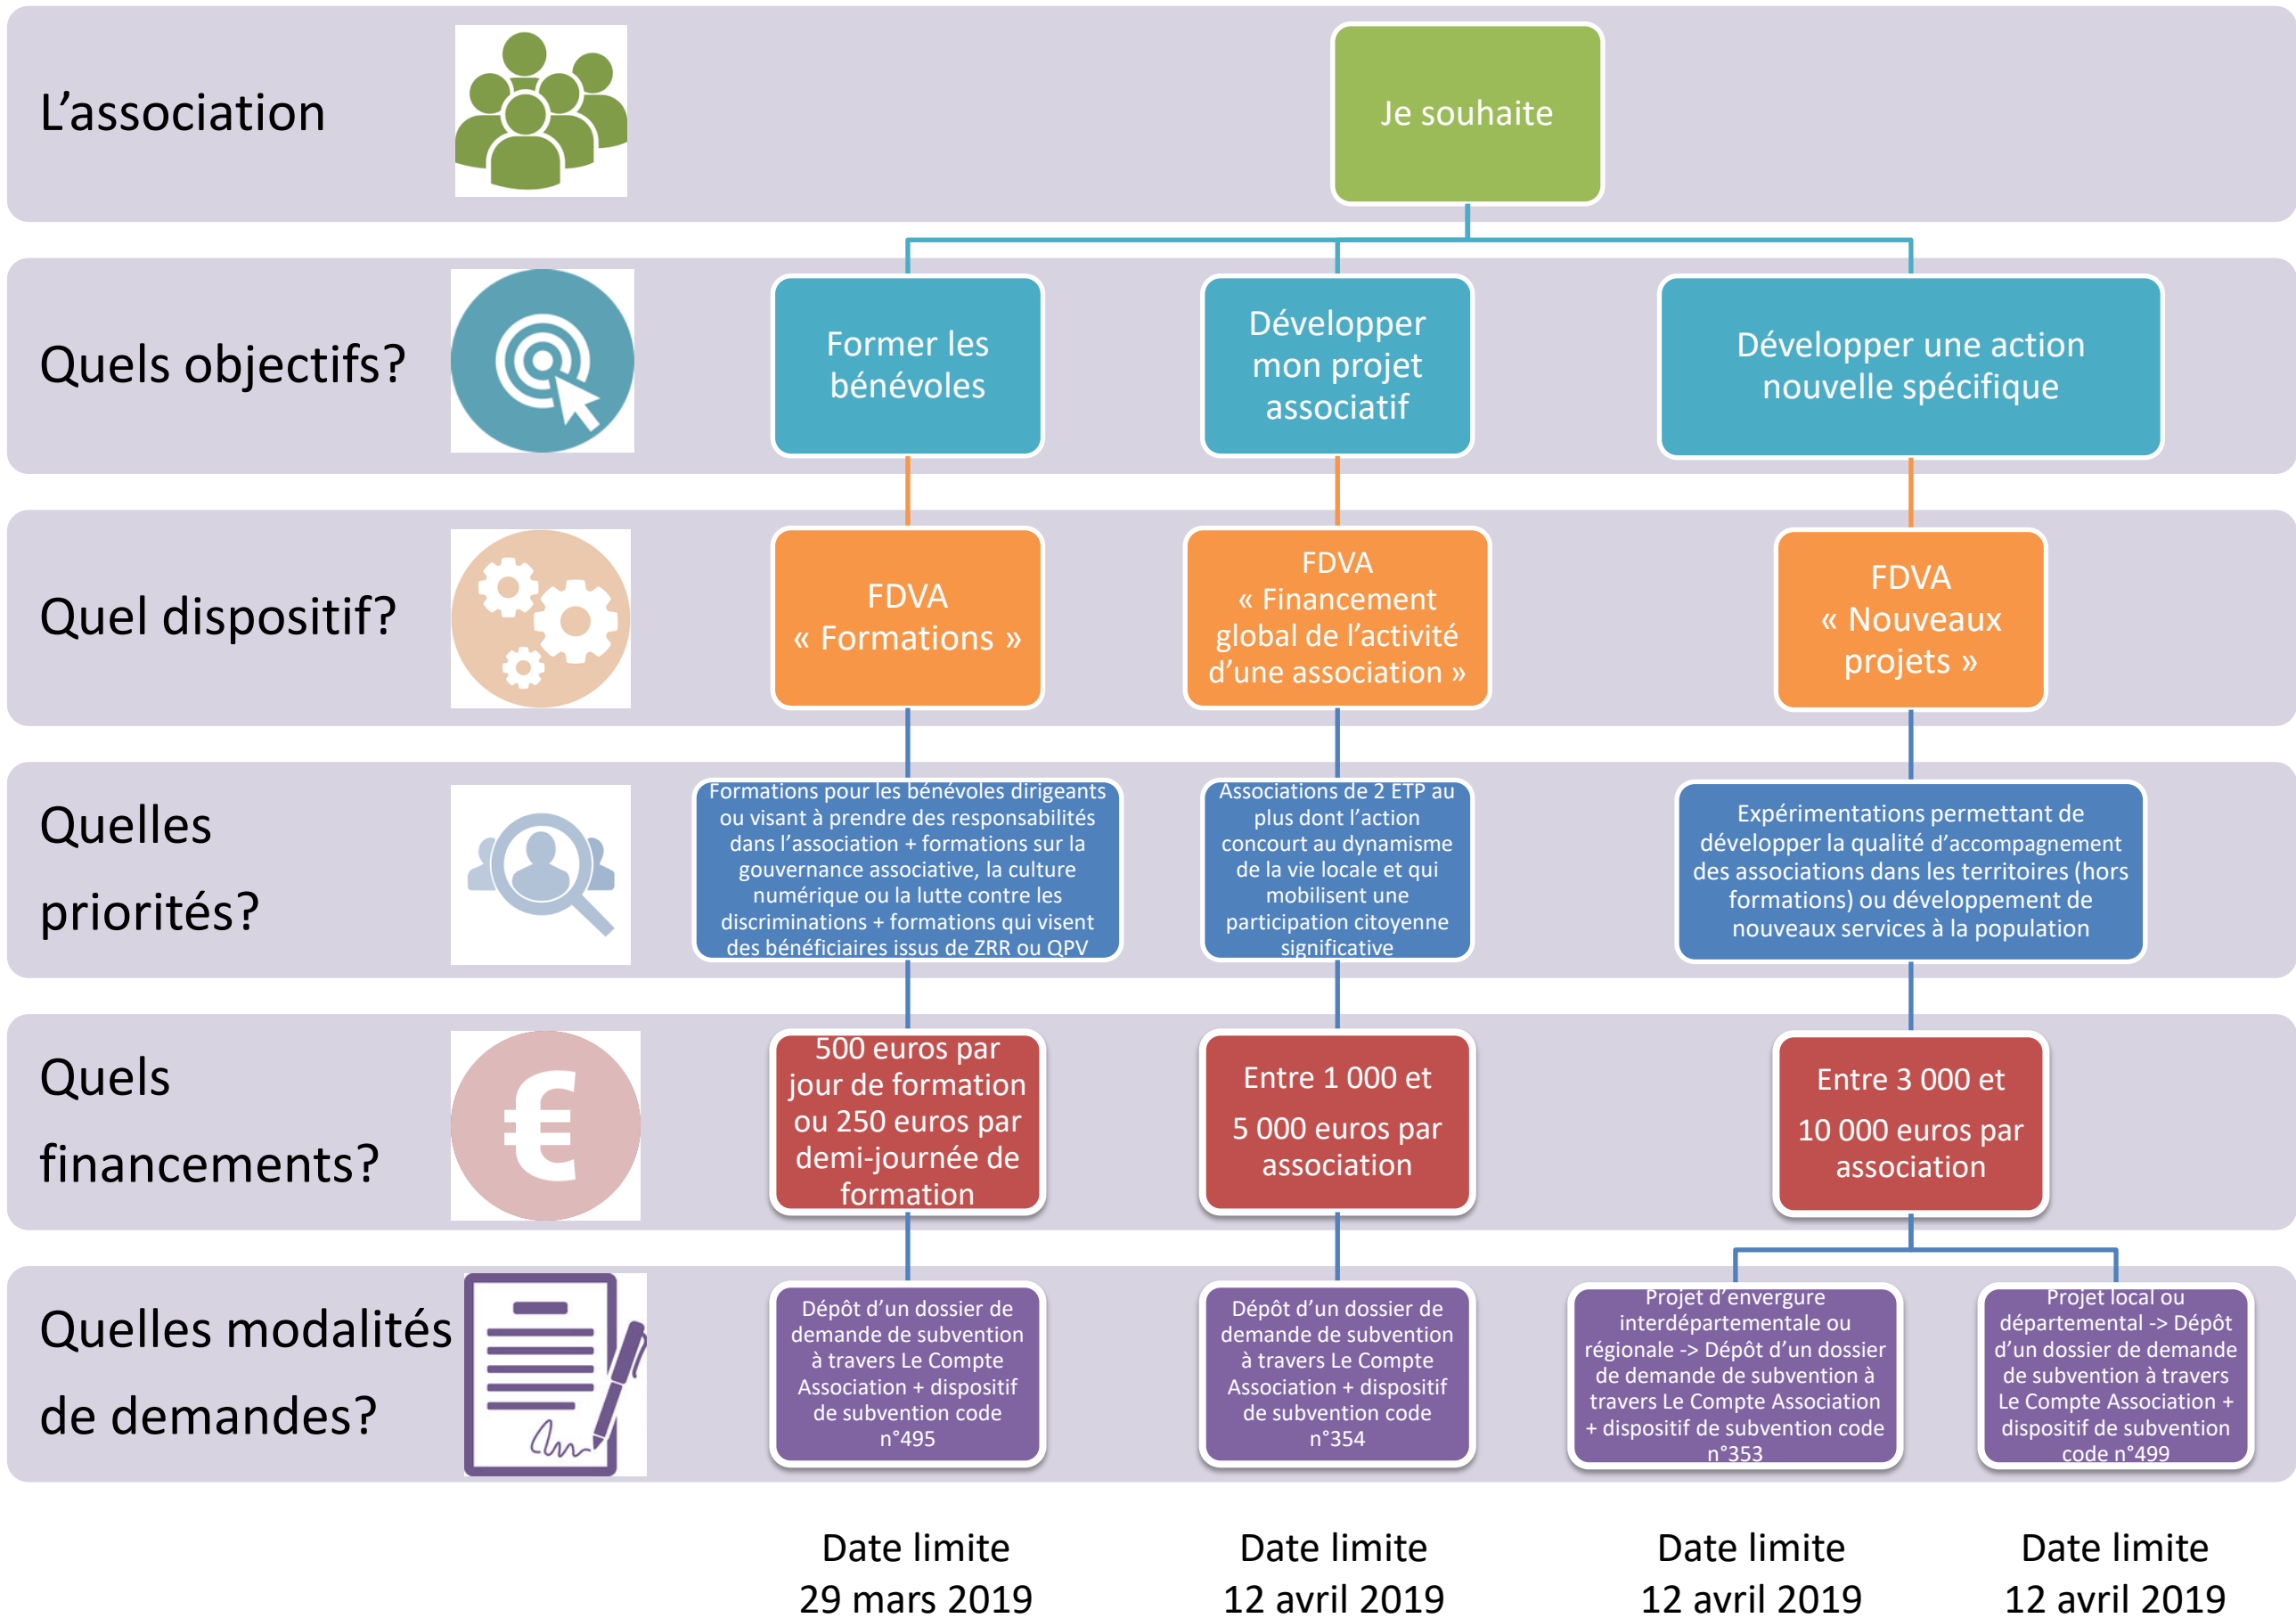 L’association
Je souhaite
Quels objectifs?
Former les
bénévoles
Développer
mon projet
associatif
Développer une action
nouvelle spécifique
Quel dispositif?
FDVA
« Formations »
FDVA
« Financement
global de l’activité
d’une association »
FDVA
« Nouveaux
projets »
Quelles
priorités?
Formations pour les bénévoles dirigeants
ou visant à prendre des responsabilités
dans l’association + formations sur la
gouvernance associative, la culture
numérique ou la lutte contre les
discriminations + formations qui visent
des bénéficiaires issus de ZRR ou QPV
Associations de 2 ETP au
plus dont l’action
concourt au dynamisme
de la vie locale et qui
mobilisent une
participation citoyenne
significative
Expérimentations permettant de
développer la qualité d’accompagnement
des associations dans les territoires (hors
formations) ou développement de
nouveaux services à la population
Quels
financements?
€
500 euros par
jour de formation
ou 250 euros par
demi-journée de
formation
Entre 1 000 et
5 000 euros par
association
Entre 3 000 et
10 000 euros par
association
Quelles modalités
de demandes?
Dépôt d’un dossier de
demande de subvention
à travers Le Compte
Association + dispositif
de subvention code
n°495
Dépôt d’un dossier de
demande de subvention
à travers Le Compte
Association + dispositif
de subvention code
n°354
Projet d’envergure
interdépartementale ou
régionale -> Dépôt d’un dossier
de demande de subvention à
travers Le Compte Association
+ dispositif de subvention code
n°353
Projet local ou
départemental -> Dépôt
d’un dossier de demande
de subvention à travers
Le Compte Association +
dispositif de subvention
code n°499
Date limite
29 mars 2019
Date limite
12 avril 2019
Date limite
12 avril 2019
Date limite
12 avril 2019